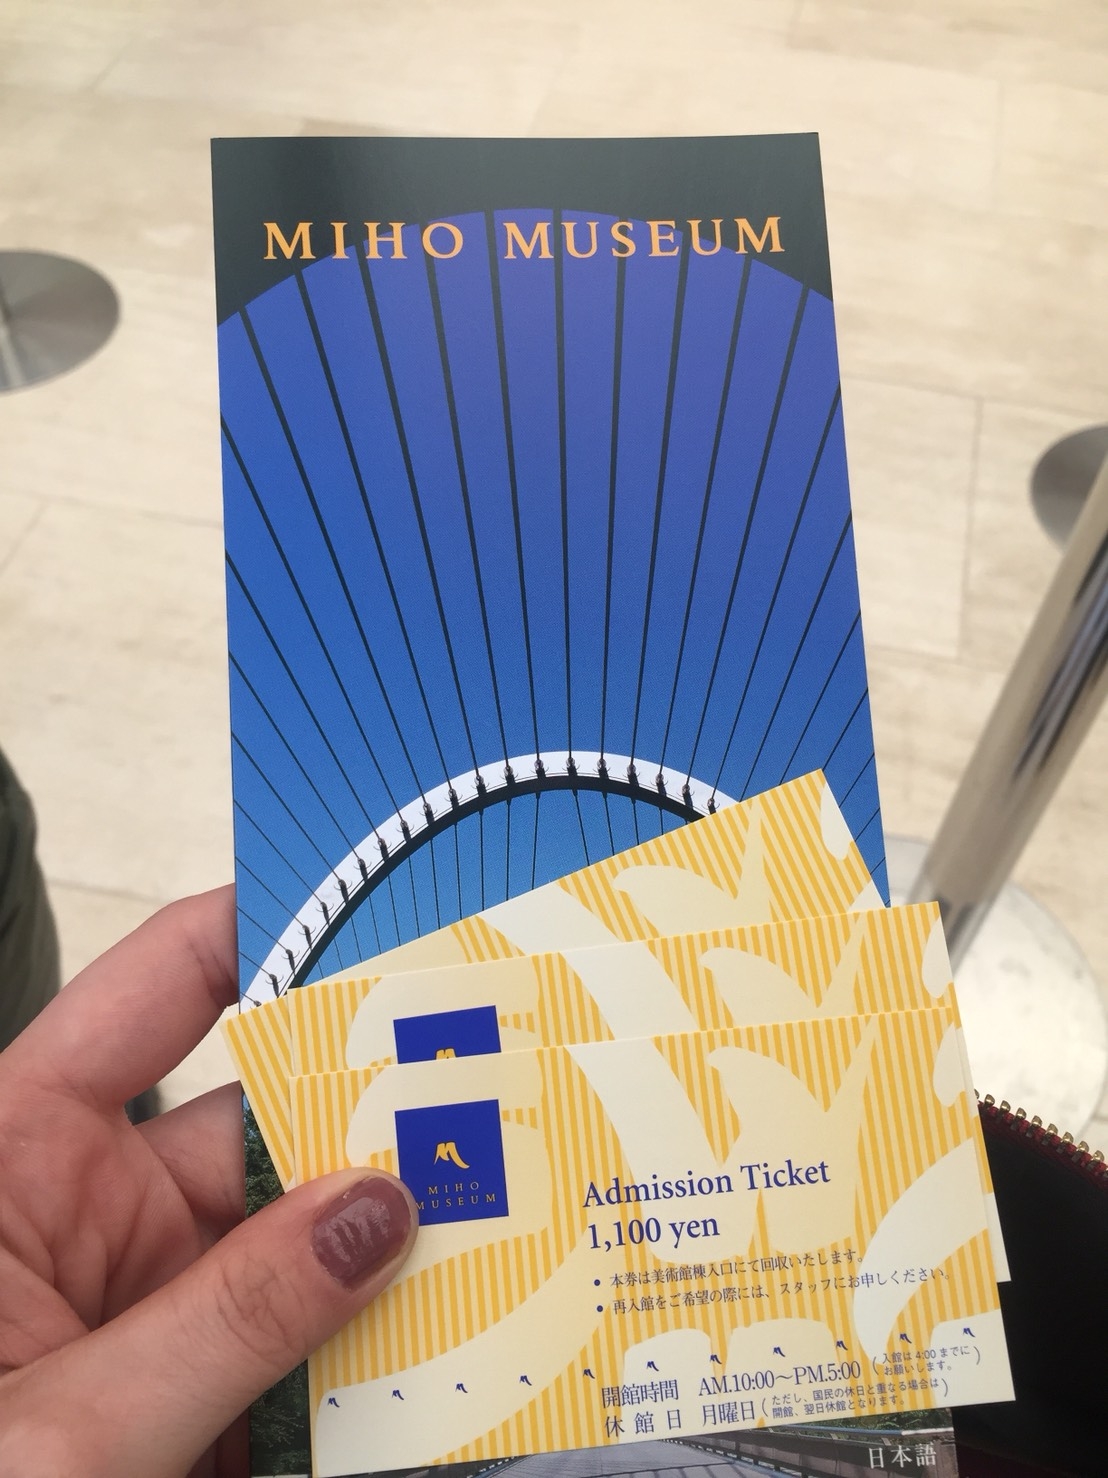 MIHO MUSEUM
MIHO
MUSEUM
Admission Ticket
1,100 yen
• 本券は美術館棟入口にて回収いたします。
• 再入館をご希望の際には、スタッフにお申しください。
開館時間 AM.10:00〜PM.5:00 (入館は4:00までにお願いします。)
休館日 月曜日(ただし、国民の休日と重なる場合は開館、翌日休館となります。)
日本語